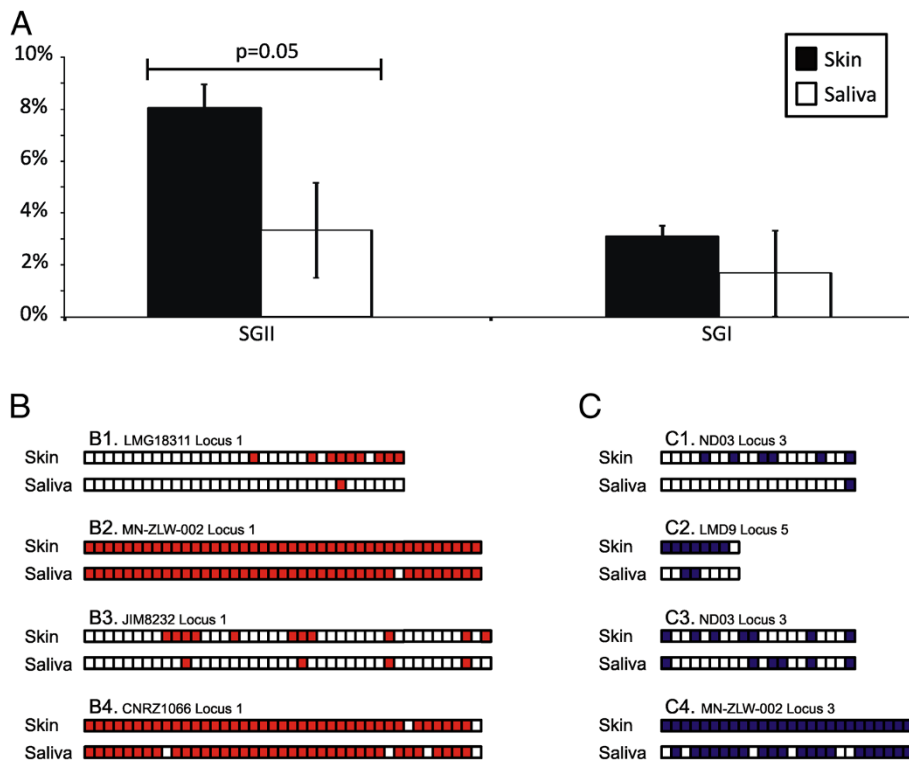 A
10%
8%
6%
4%
2%
0%
p=0.05
Skin
Saliva
SGII
SGI
B
B1. LMG18311 Locus 1
Skin
Saliva
B2. MN-ZLW-002 Locus 1
Skin
Saliva
B3. JIM8232 Locus 1
Skin
Saliva
B4. CNRZ1066 Locus 1
Skin
Saliva
C
C1. ND03 Locus 3
Skin
Saliva
C2. LMD9 Locus 5
Skin
Saliva
C3. ND03 Locus 3
Skin
Saliva
C4. MN-ZLW-002 Locus 3
Skin
Saliva